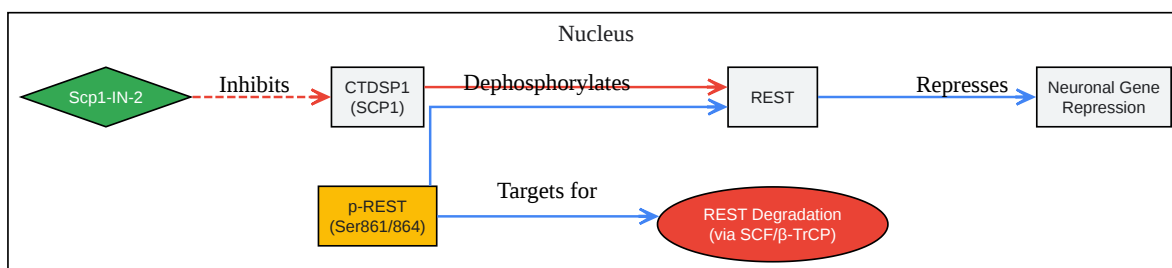 Nucleus
Scp1-IN-2
Inhibits
CTDSP1
(SCP1)
Dephosphorylates
REST
Represses
Neuronal Gene
Repression
p-REST
(Ser861/864)
Targets for
REST Degradation
(via SCF/β-TrCP)